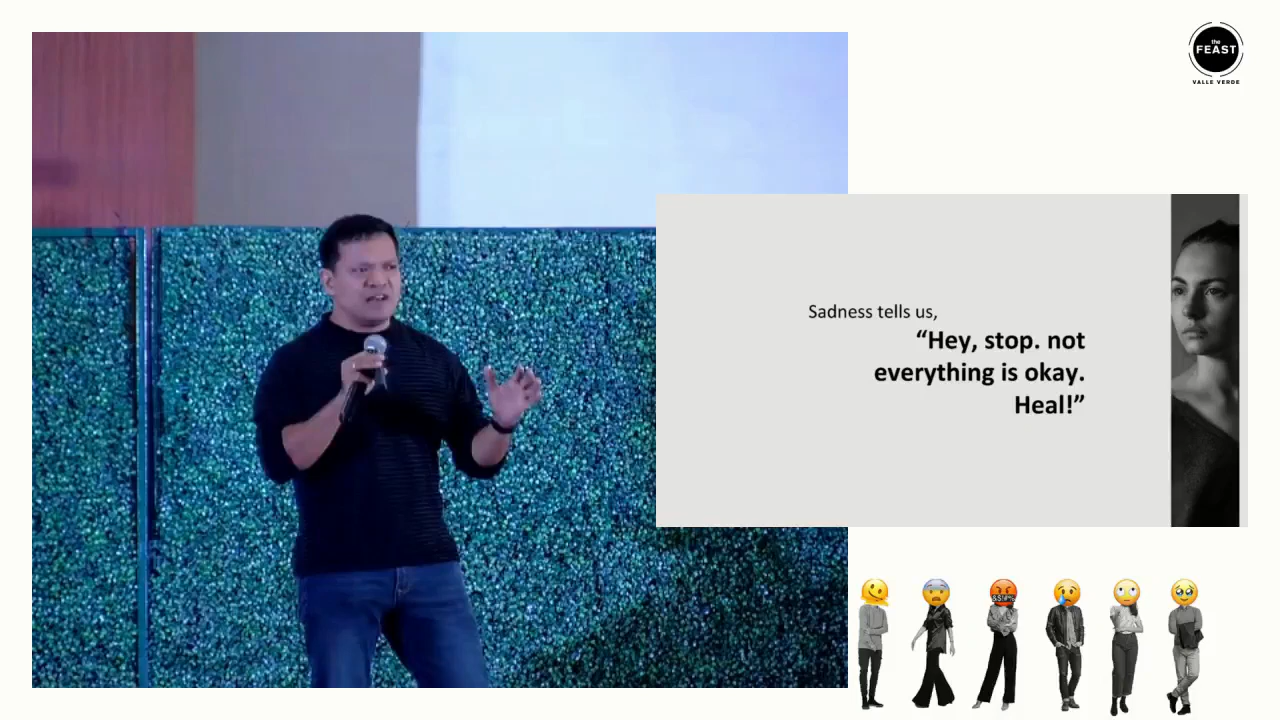 the
FEAST
VALLE VERDE
Sadness tells us,
“Hey, stop. not
everything is okay.
Heal!”
&$!#%